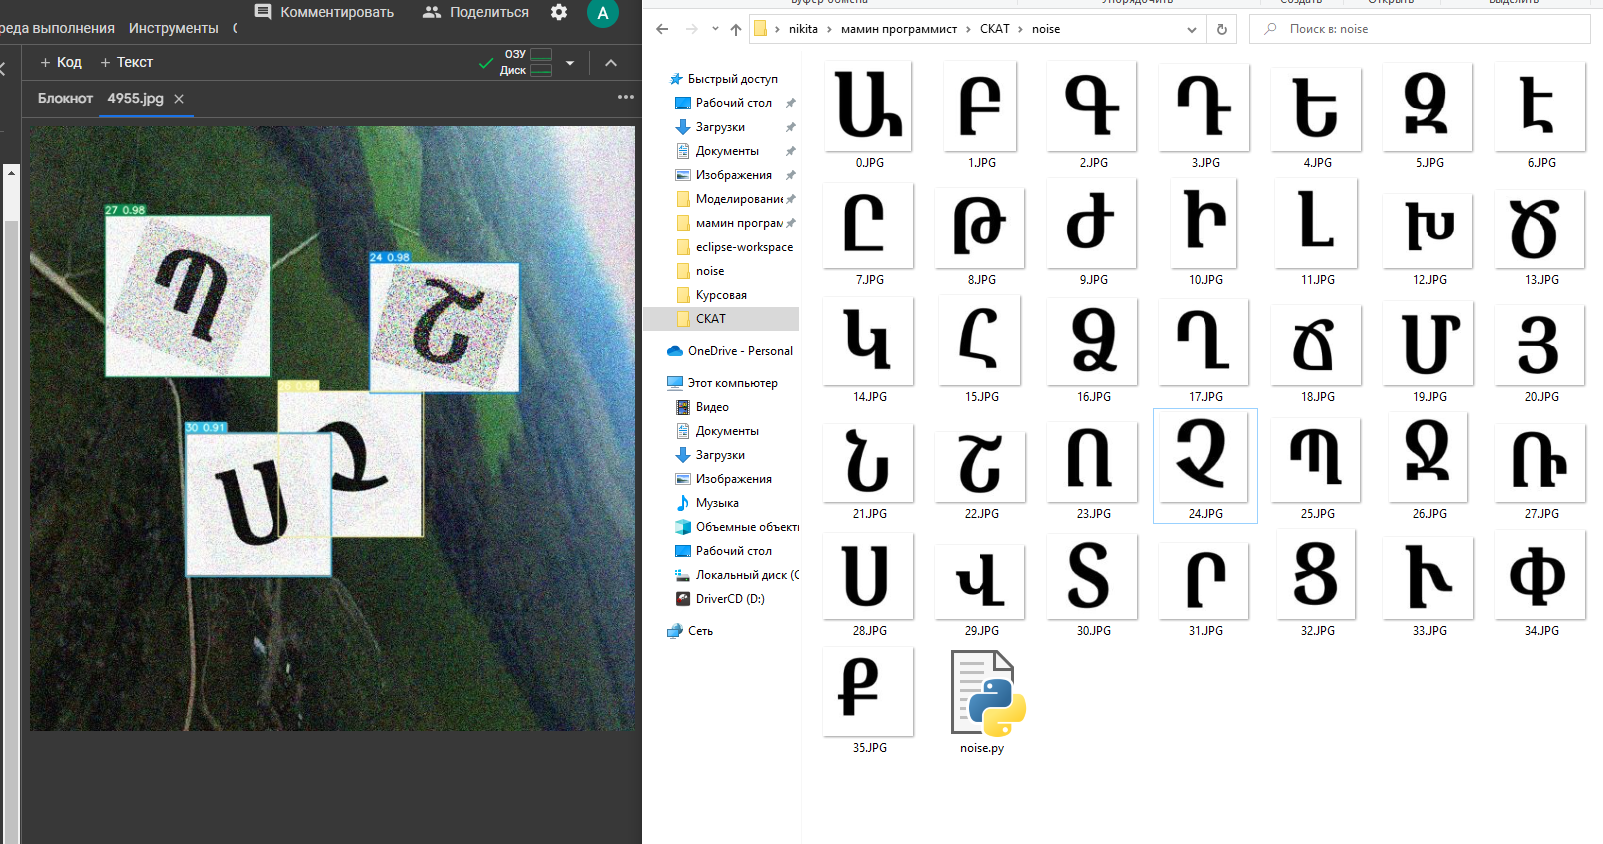 Комментировать
Поделиться
А
реда выполнения
Инструменты
+ Код
+ Текст
ОЗУ
Диск
Блокнот
4955.jpg
27 0.98
Պ
24 0.98
Շ
30 0.91
Ս
Չ
nikita
мамин программист
СКАТ
noise
Поиск в: noise
Быстрый доступ
Рабочий стол
Загрузки
Документы
Изображения
Моделирование
мамин програм
eclipse-workspace
noise
Курсовая
СКАТ
OneDrive - Personal
Этот компьютер
Видео
Документы
Загрузки
Изображения
Музыка
Объемные объекты
Рабочий стол
Локальный диск (C
DriverCD (D:)
Сеть
Ա Բ Գ Դ Ե Զ Է
0.JPG 1.JPG 2.JPG 3.JPG 4.JPG 5.JPG 6.JPG
Ը Թ Ժ Ի Լ Խ Ծ
7.JPG 8.JPG 9.JPG 10.JPG 11.JPG 12.JPG 13.JPG
Կ Հ Ձ Ղ Ճ Մ Յ
14.JPG 15.JPG 16.JPG 17.JPG 18.JPG 19.JPG 20.JPG
Ն Շ Ո Չ Պ Ջ Ռ
21.JPG 22.JPG 23.JPG 24.JPG 25.JPG 26.JPG 27.JPG
Ս Վ Տ Ր Ց Ւ Փ
28.JPG 29.JPG 30.JPG 31.JPG 32.JPG 33.JPG 34.JPG
Ք
35.JPG
noise.py